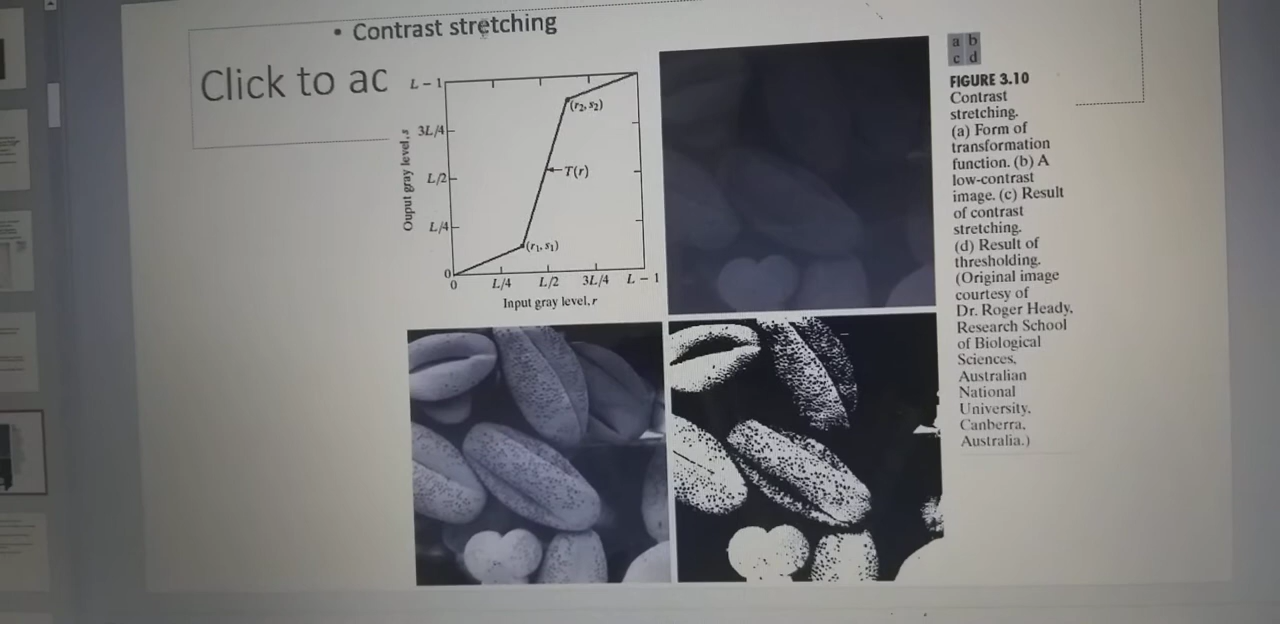 • Contrast stretching
Click to ac
L – 1
3L/4
L/2
L/4
0
Ouput gray level, s
(r₂, s₂)
T(r)
(r₁, s₁)
0 L/4 L/2 3L/4 L – 1
Input gray level, r
a b
c d
FIGURE 3.10
Contrast
stretching.
(a) Form of
transformation
function. (b) A
low-contrast
image. (c) Result
of contrast
stretching.
(d) Result of
thresholding.
(Original image
courtesy of
Dr. Roger Heady,
Research School
of Biological
Sciences,
Australian
National
University,
Canberra,
Australia.)